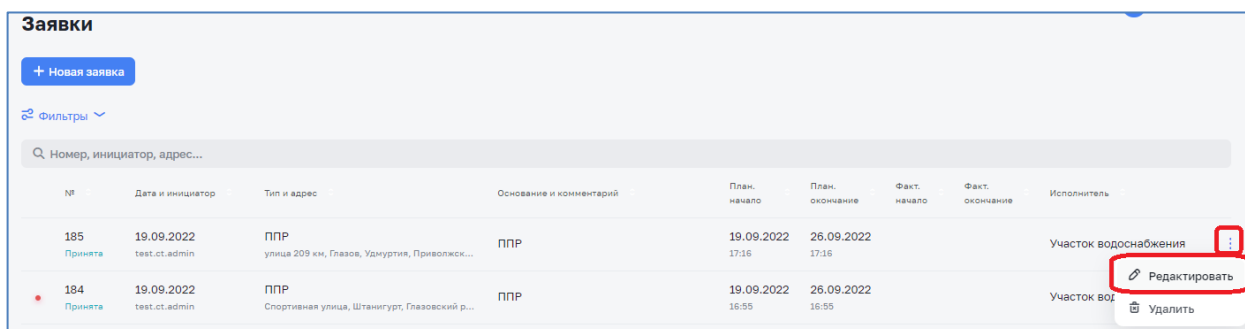 Заявки
+ Новая заявка
Фильтры
Номер, инициатор, адрес...
№ Дата и инициатор Тип и адрес Основание и комментарий План. начало План. окончание Факт. начало Факт. окончание Исполнитель
185 19.09.2022 ППР ППР 19.09.2022 26.09.2022 Участок водоснабжения
Принята test.ct.admin улица 209 км, Глазов, Удмуртия, Приволжск... 17:16 17:16
Редактировать
184 19.09.2022 ППР ППР 19.09.2022 26.09.2022 Участок вод
Принята test.ct.admin Спортивная улица, Штанигурт, Глазовский р... 16:55 16:55
Удалить